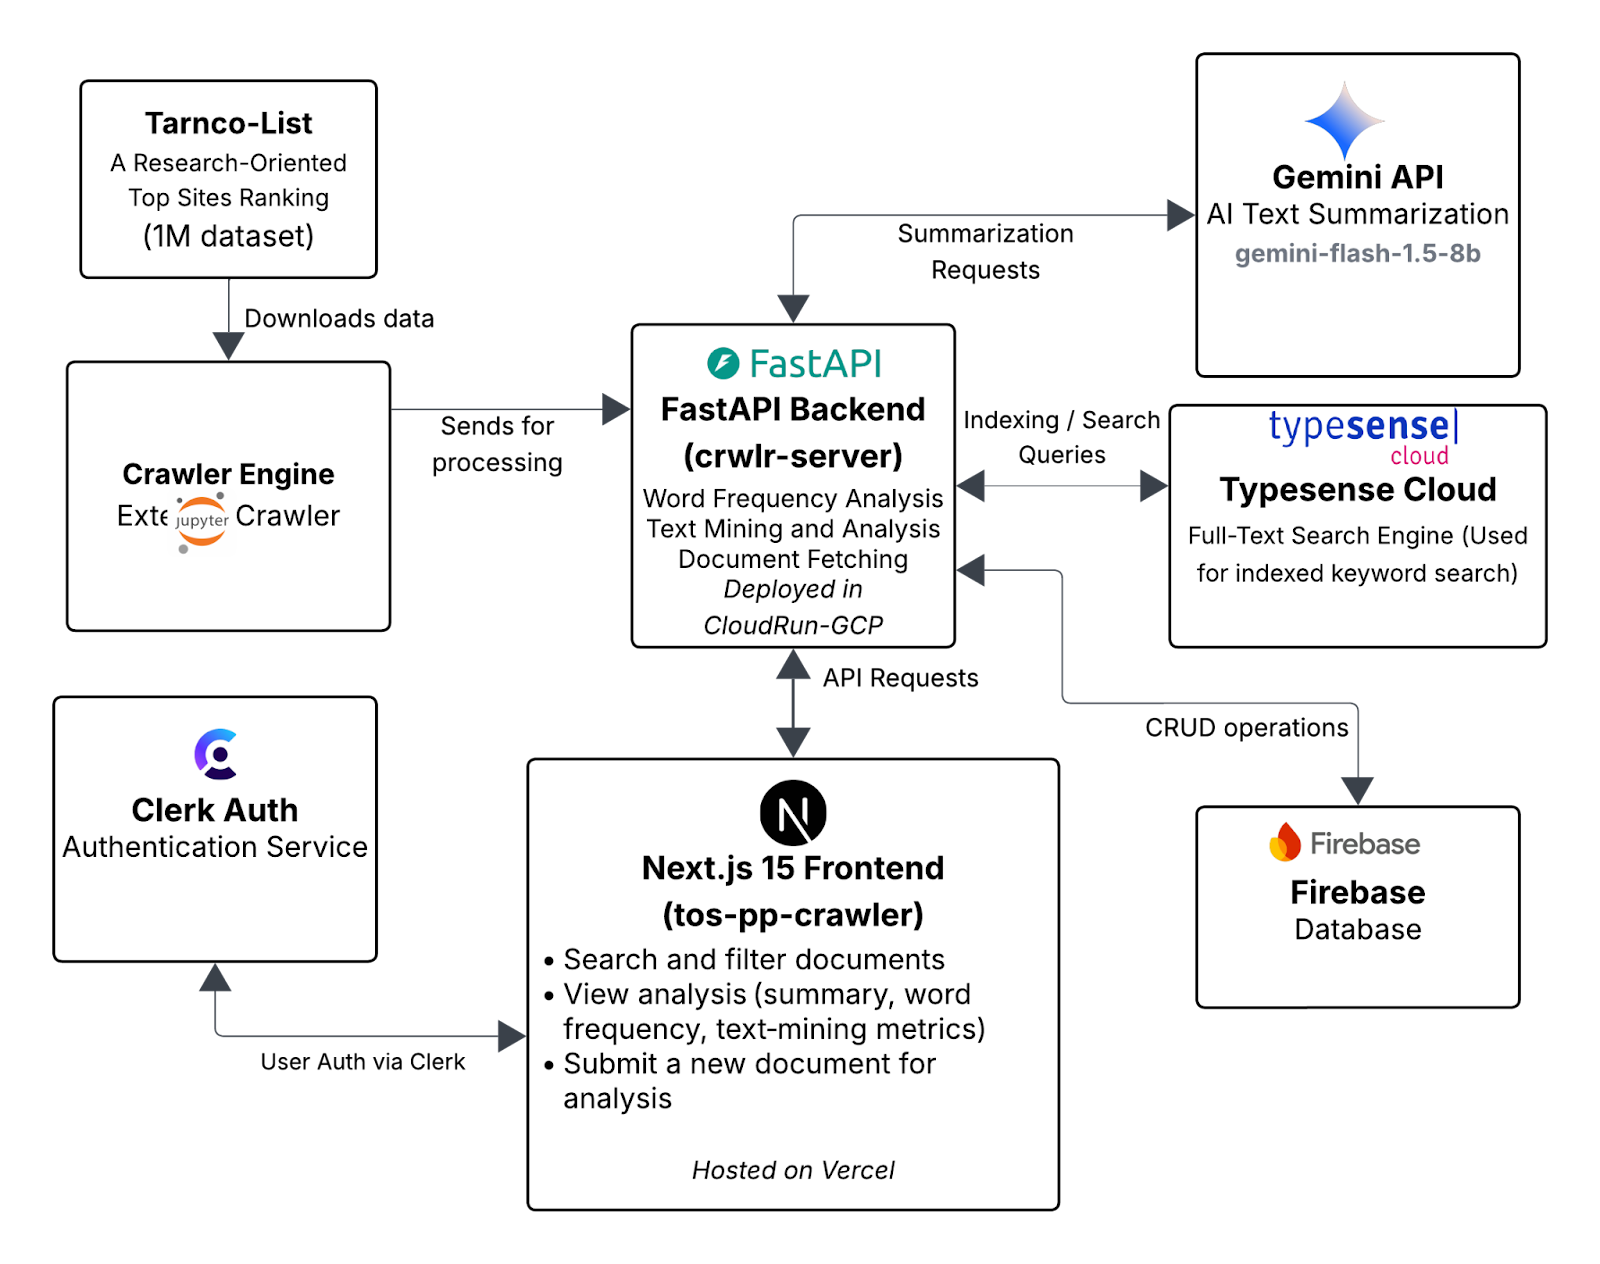 Tarnco-List
A Research-Oriented
Top Sites Ranking
(1M dataset)
Downloads data
Crawler Engine
jupyter Crawler
Sends for
processing
FastAPI
FastAPI Backend
(crwlr-server)
Word Frequency Analysis
Text Mining and Analysis
Document Fetching
Deployed in
CloudRun-GCP
Summarization
Requests
Gemini API
AI Text Summarization
gemini-flash-1.5-8b
Indexing / Search
Queries
typesense
cloud
Typesense Cloud
Full-Text Search Engine (Used
for indexed keyword search)
API Requests
CRUD operations
Firebase
Firebase
Database
Clerk Auth
Authentication Service
User Auth via Clerk
N
Next.js 15 Frontend
(tos-pp-crawler)
• Search and filter documents
• View analysis (summary, word
frequency, text-mining metrics)
• Submit a new document for
analysis
Hosted on Vercel